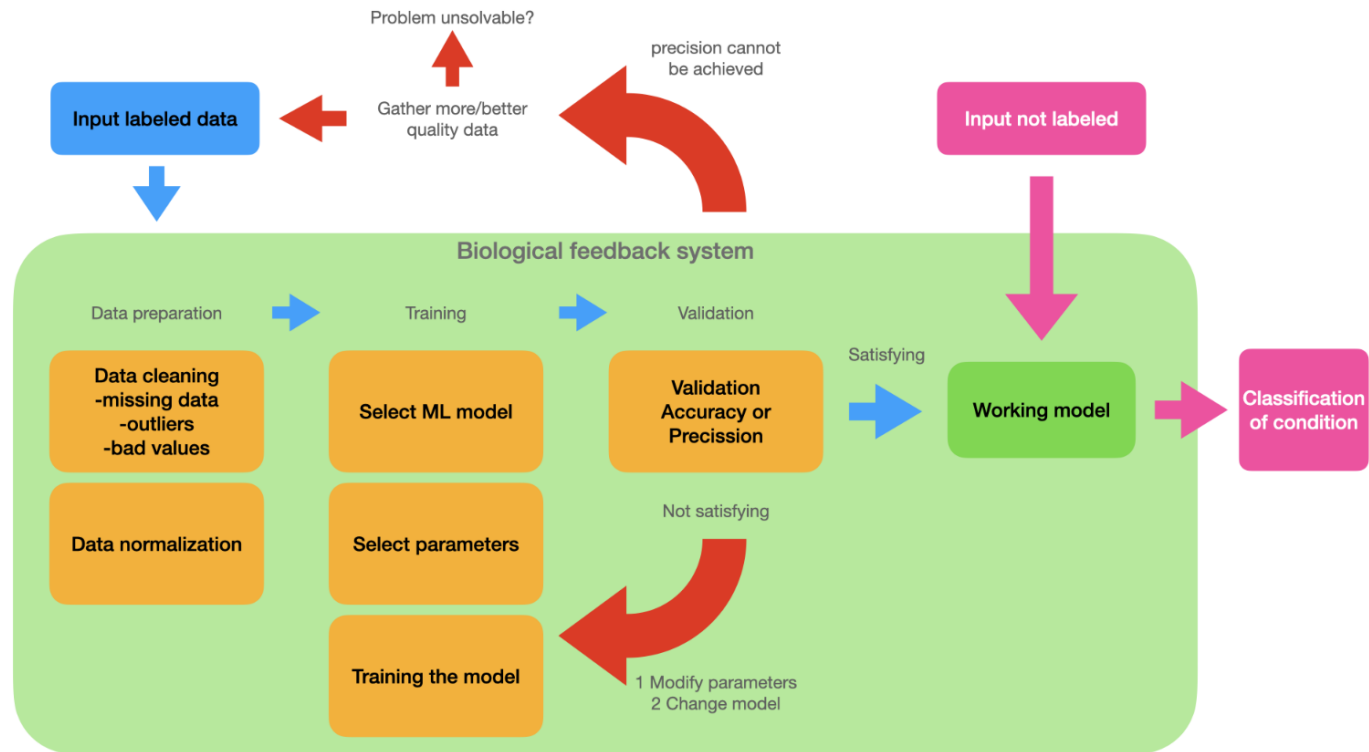 Problem unsolvable?
precision cannot
be achieved
Input labeled data
Gather more/better
quality data
Input not labeled
Biological feedback system
Data preparation
Training
Validation
Data cleaning
-missing data
-outliers
-bad values
Select ML model
Validation
Accuracy or
Precission
Satisfying
Working model
Classification
of condition
Data normalization
Select parameters
Not satisfying
Training the model
1 Modify parameters
2 Change model